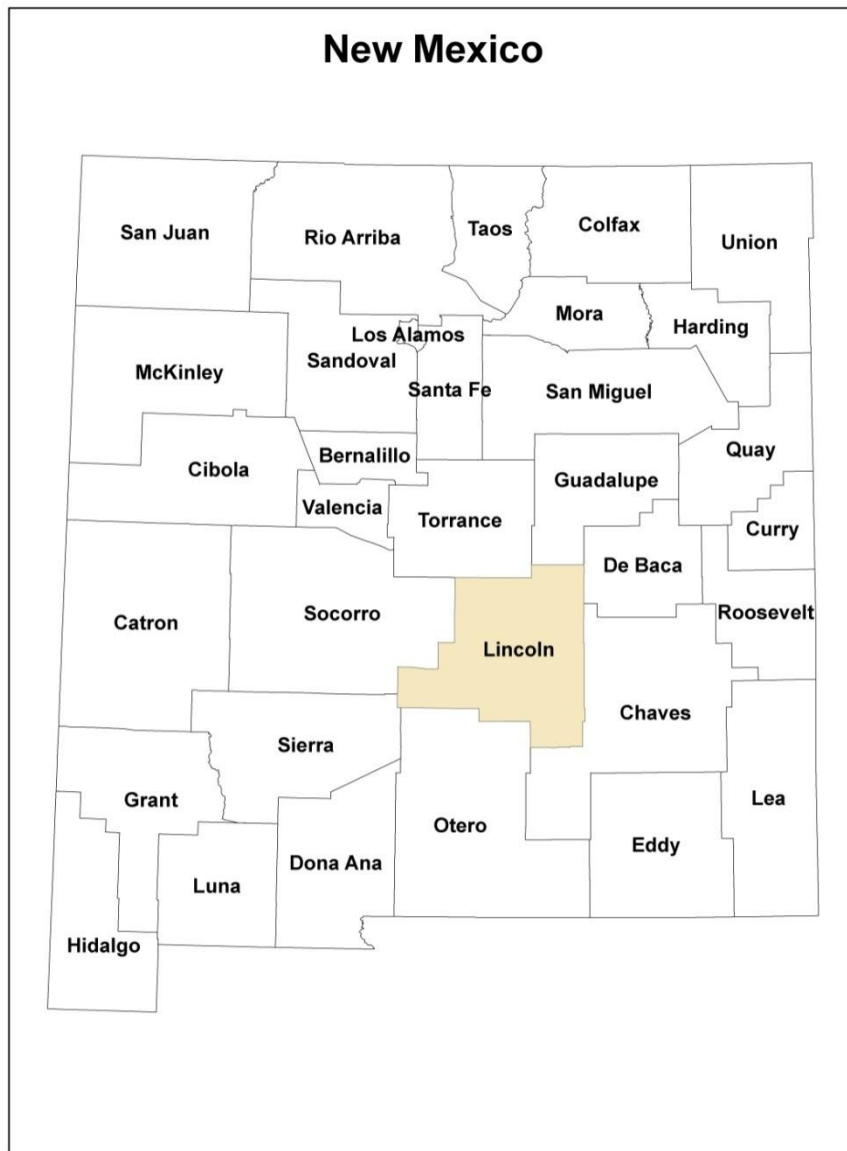 New Mexico
San Juan
Rio Arriba
Taos
Colfax
Union
Mora
Harding
Los Alamos
Sandoval
McKinley
Santa Fe
San Miguel
Quay
Bernalillo
Cibola
Guadalupe
Valencia
Torrance
Curry
De Baca
Catron
Socorro
Roosevelt
Lincoln
Chaves
Sierra
Grant
Lea
Otero
Eddy
Dona Ana
Luna
Hidalgo